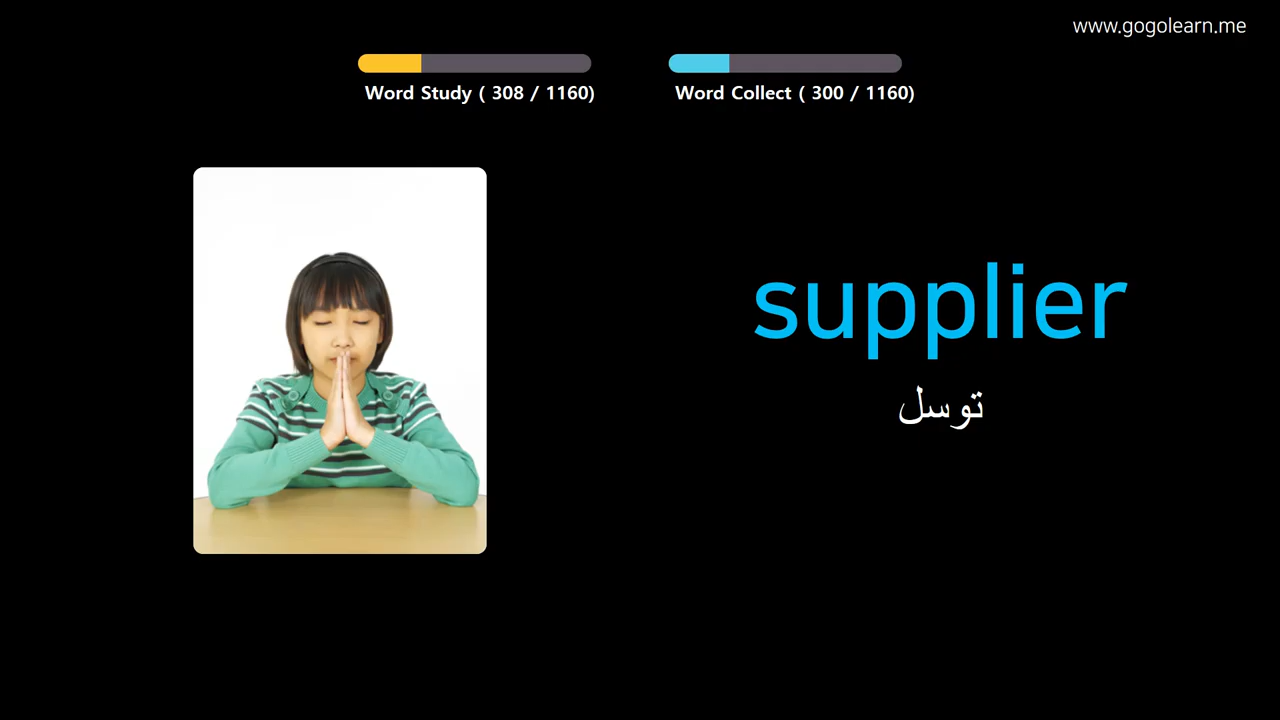 www.gogolearn.me
Word Study ( 308 / 1160)
Word Collect ( 300 / 1160)
supplier
توسل